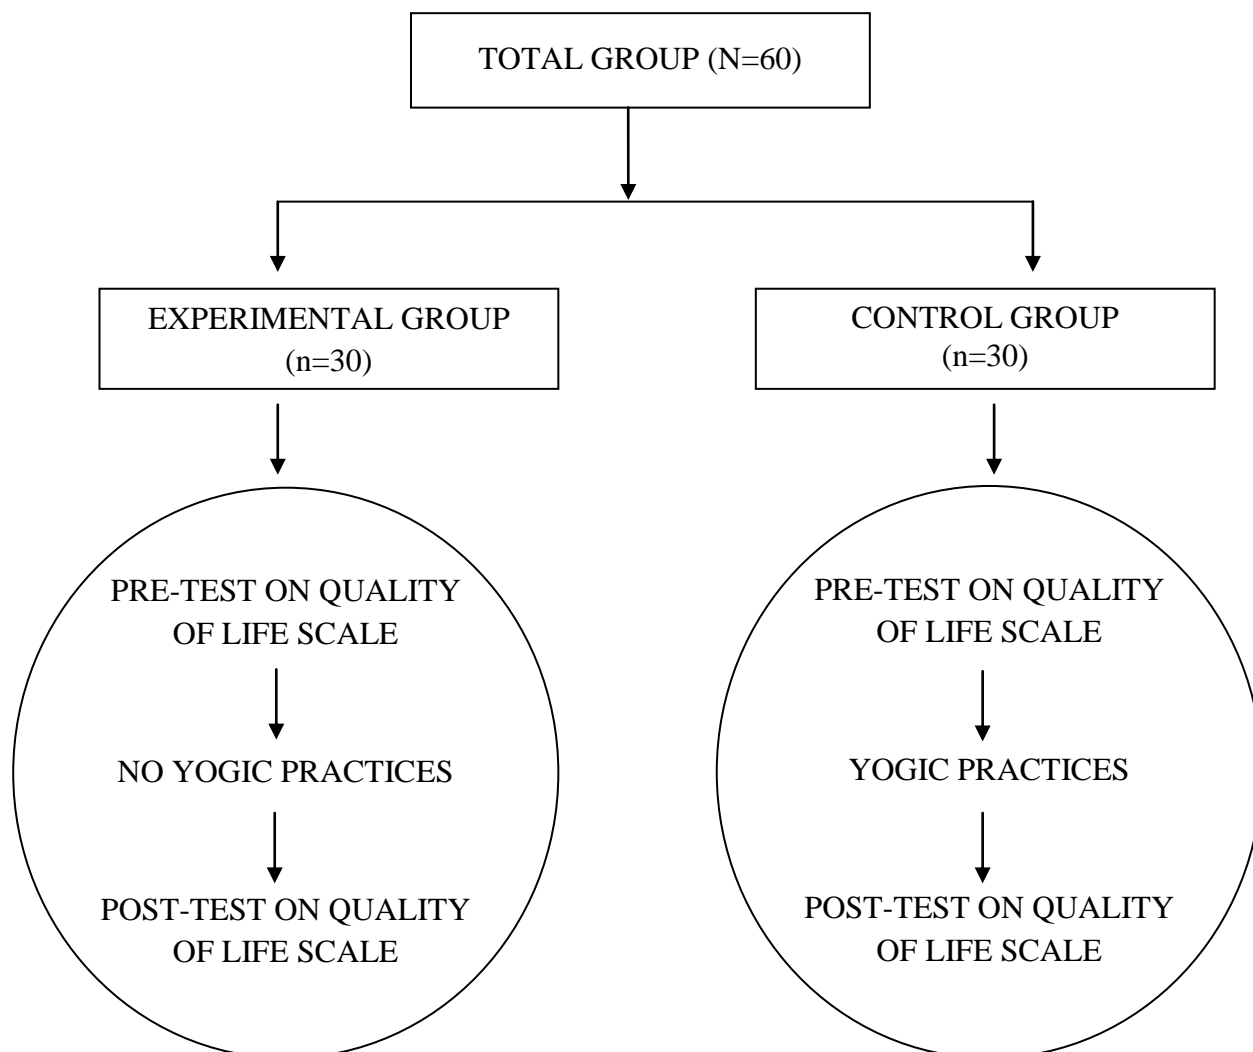 TOTAL GROUP (N=60)
EXPERIMENTAL GROUP
(n=30)
CONTROL GROUP
(n=30)
PRE-TEST ON QUALITY
OF LIFE SCALE
NO YOGIC PRACTICES
POST-TEST ON QUALITY
OF LIFE SCALE
PRE-TEST ON QUALITY
OF LIFE SCALE
YOGIC PRACTICES
POST-TEST ON QUALITY
OF LIFE SCALE